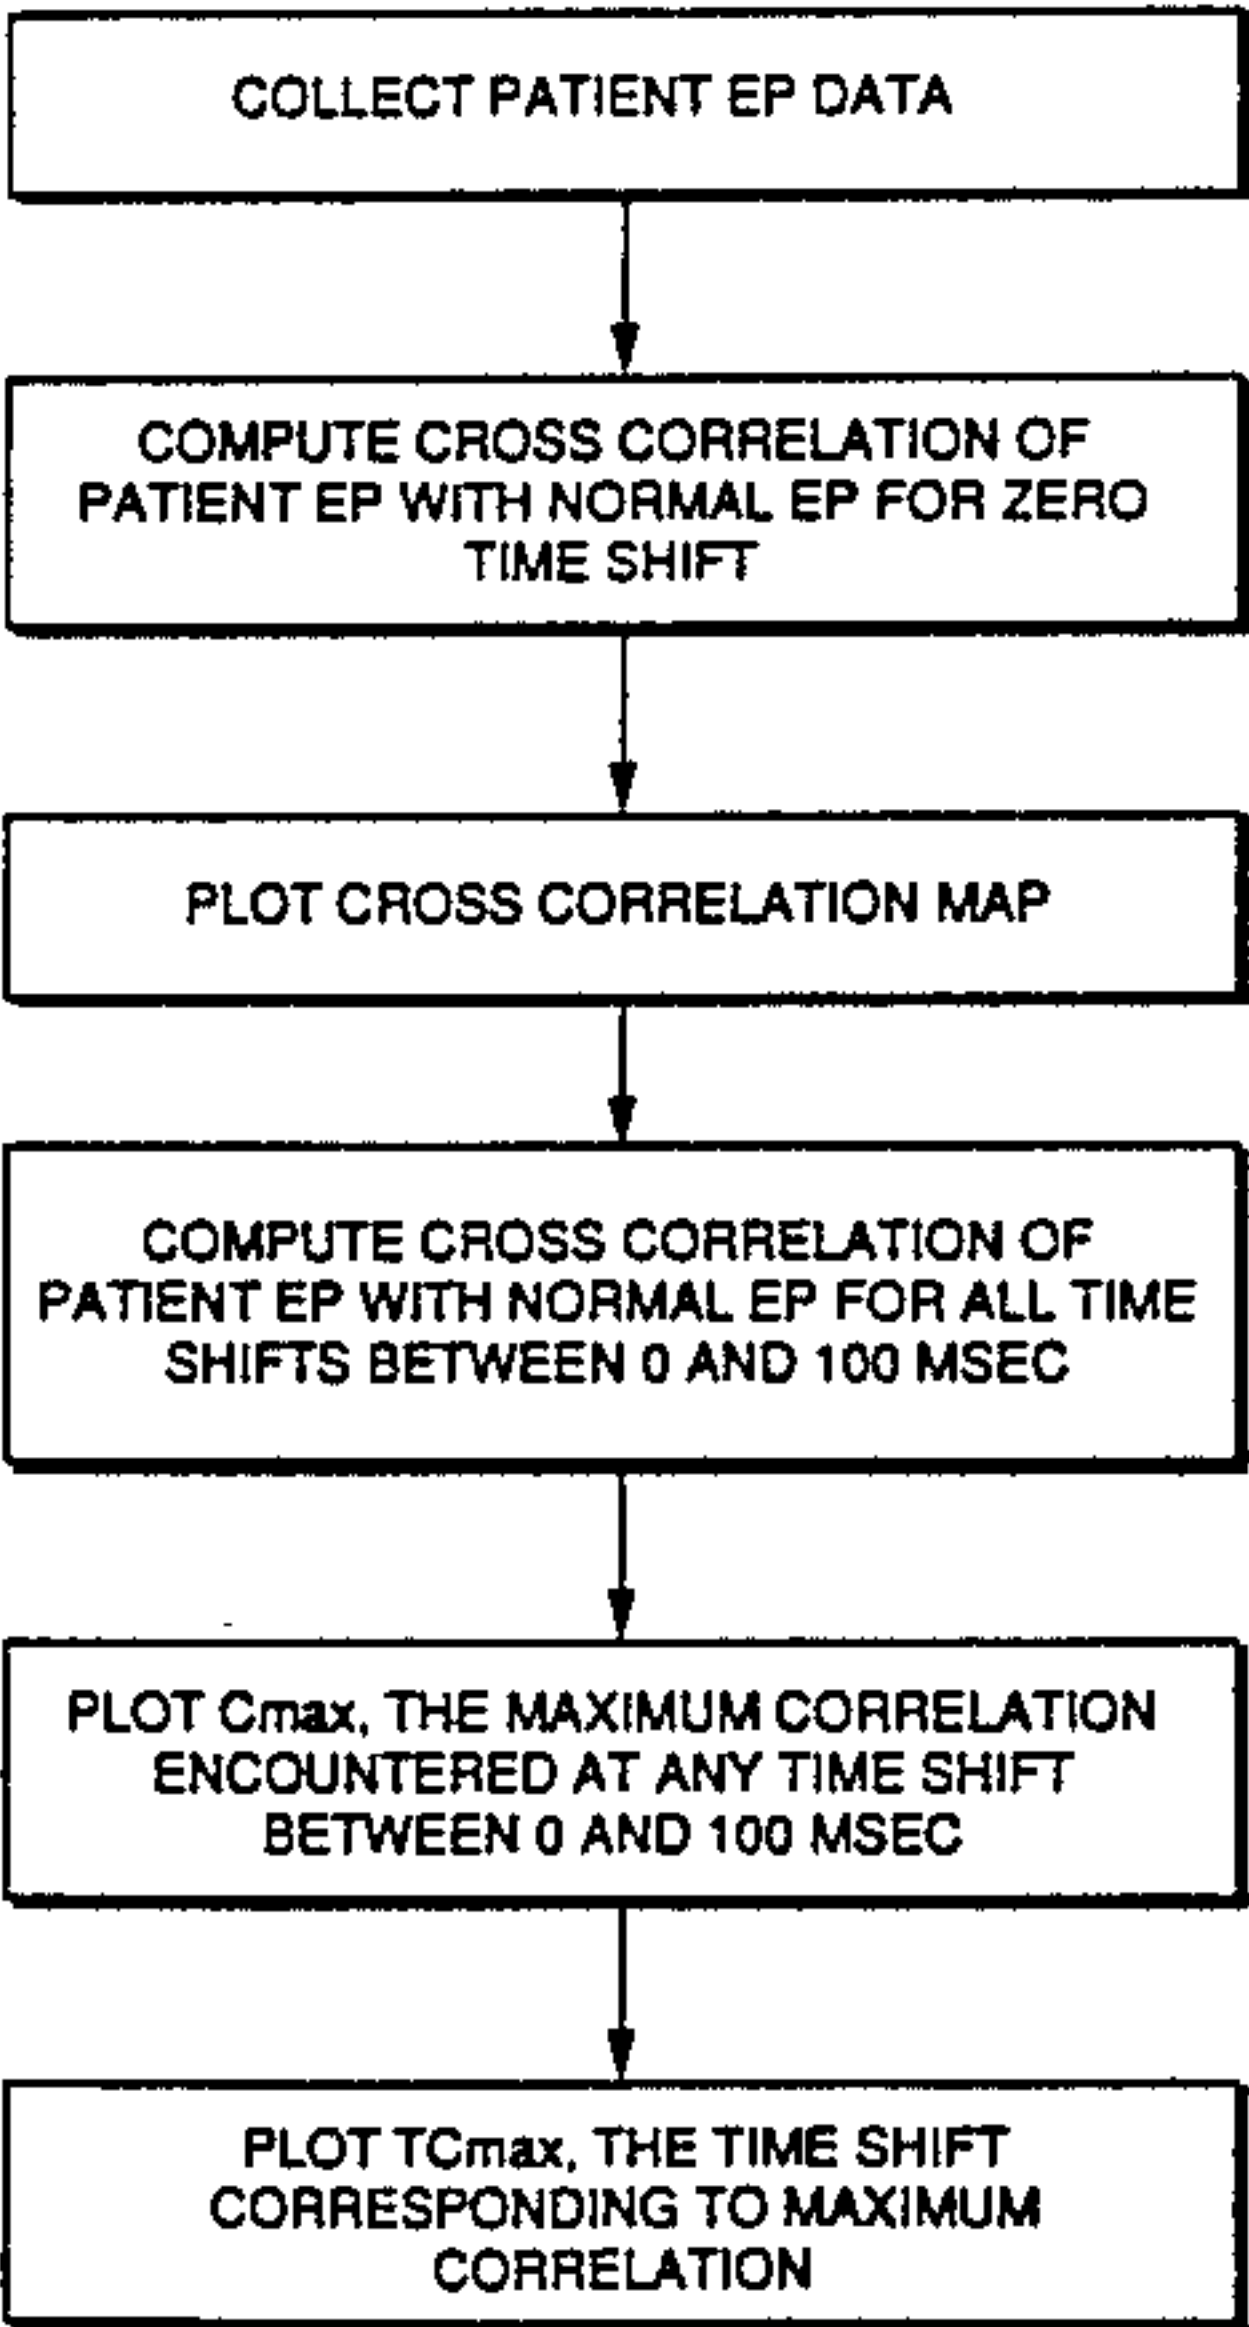 COLLECT PATIENT EP DATA
COMPUTE CROSS CORRELATION OF
PATIENT EP WITH NORMAL EP FOR ZERO
TIME SHIFT
PLOT CROSS CORRELATION MAP
COMPUTE CROSS CORRELATION OF
PATIENT EP WITH NORMAL EP FOR ALL TIME
SHIFTS BETWEEN 0 AND 100 MSEC
PLOT Cmax, THE MAXIMUM CORRELATION
ENCOUNTERED AT ANY TIME SHIFT
BETWEEN 0 AND 100 MSEC
PLOT TCmax, THE TIME SHIFT
CORRESPONDING TO MAXIMUM
CORRELATION